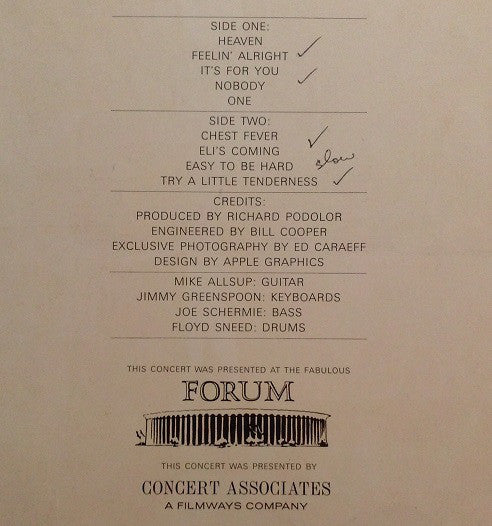 SIDE ONE:
HEAVEN
FEELIN' ALRIGHT ✓
IT'S FOR YOU ✓
NOBODY
ONE
SIDE TWO:
CHEST FEVER ✓
ELI'S COMING
EASY TO BE HARD slow
TRY A LITTLE TENDERNESS ✓
CREDITS:
PRODUCED BY RICHARD PODOLOR
ENGINEERED BY BILL COOPER
EXCLUSIVE PHOTOGRAPHY BY ED CARAEFF
DESIGN BY APPLE GRAPHICS
MIKE ALLSUP: GUITAR
JIMMY GREENSPOON: KEYBOARDS
JOE SCHERMIE: BASS
FLOYD SNEED: DRUMS
THIS CONCERT WAS PRESENTED AT THE FABULOUS
FORUM
THIS CONCERT WAS PRESENTED BY
CONCERT ASSOCIATES
A FILMWAYS COMPANY